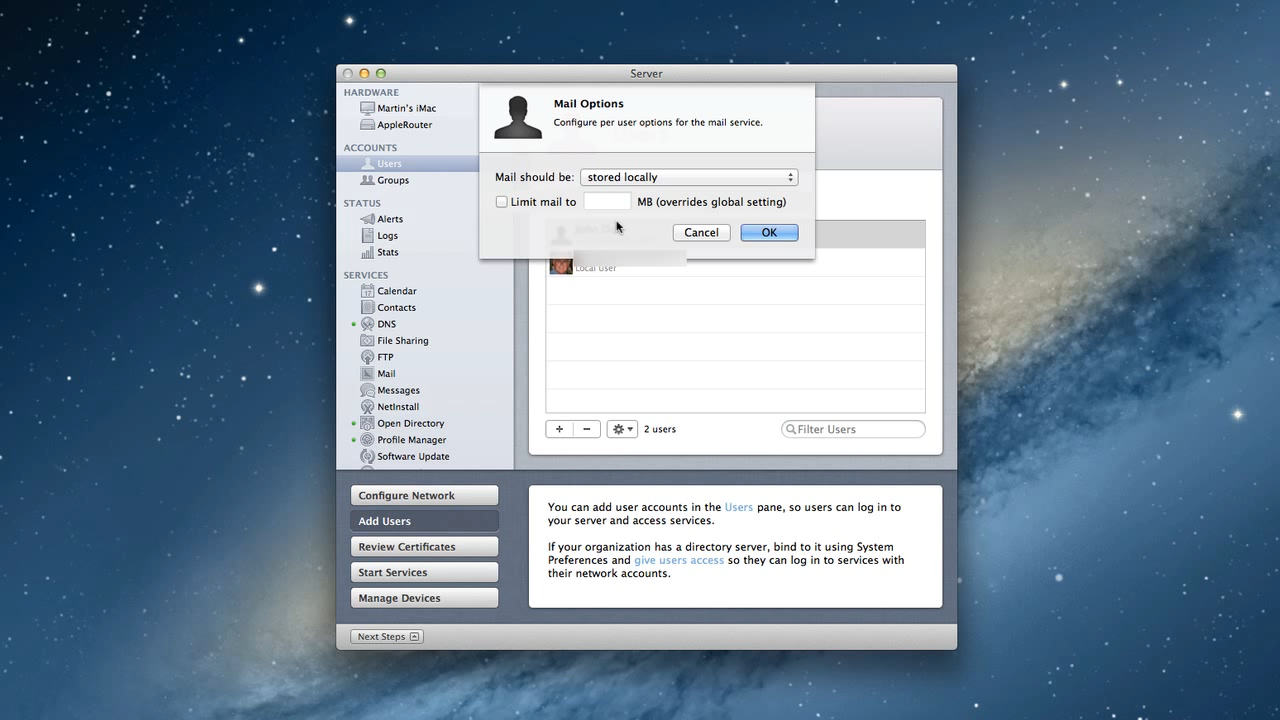 Server
HARDWARE
Martin's iMac
AppleRouter
ACCOUNTS
Users
Groups
STATUS
Alerts
Logs
Stats
SERVICES
Calendar
Contacts
DNS
File Sharing
FTP
Mail
Messages
NetInstall
Open Directory
Profile Manager
Software Update
Mail Options
Configure per user options for the mail service.
Mail should be: stored locally
Limit mail to MB (overrides global setting)
Cancel OK
Local User
+ − 2 users Filter Users
Configure Network
Add Users
Review Certificates
Start Services
Manage Devices
You can add user accounts in the Users pane, so users can log in to
your server and access services.
If your organization has a directory server, bind to it using System
Preferences and give users access so they can log in to services with
their network accounts.
Next Steps